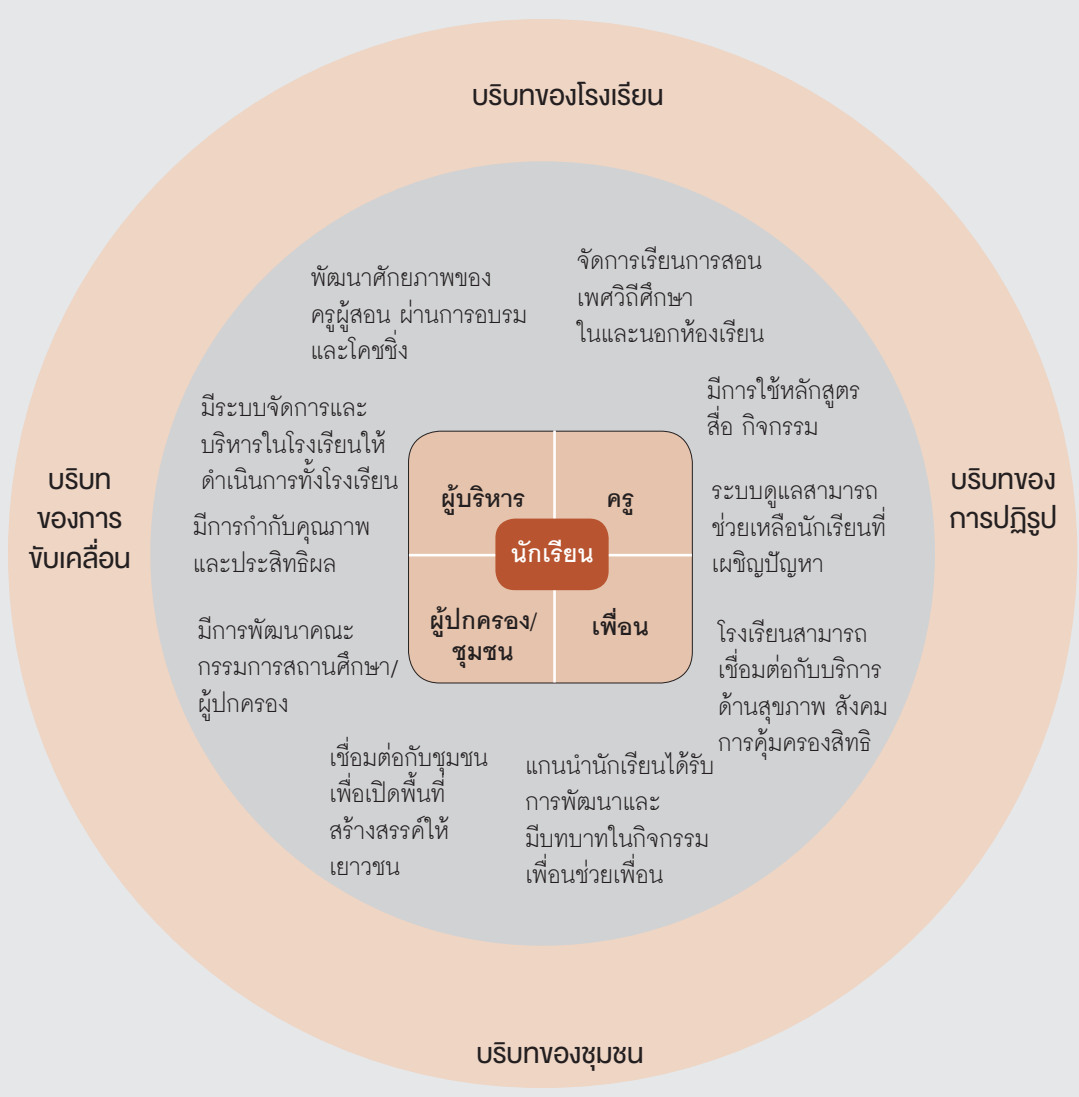 บริบทของโรงเรียน
พัฒนาศักยภาพของ
ครูผู้สอน ผ่านการอบรม
และโคชชิ่ง
จัดการเรียนการสอน
เพศวิถีศึกษา
ในและนอกห้องเรียน
มีระบบจัดการและ
บริหารในโรงเรียนให้
ดำเนินการทั้งโรงเรียน
มีการใช้หลักสูตร
สื่อ กิจกรรม
บริบท
ของการ
ขับเคลื่อน
มีการกำกับคุณภาพ
และประสิทธิผล
ผู้บริหาร
ครู
นักเรียน
ผู้ปกครอง/
ชุมชน
เพื่อน
ระบบดูแลสามารถ
ช่วยเหลือนักเรียนที่
เผชิญปัญหา
บริบทของ
การปฏิรูป
มีการพัฒนาคณะ
กรรมการสถานศึกษา/
ผู้ปกครอง
โรงเรียนสามารถ
เชื่อมต่อกับบริการ
ด้านสุขภาพ สังคม
การคุ้มครองสิทธิ
เชื่อมต่อกับชุมชน
เพื่อเปิดพื้นที่
สร้างสรรค์ให้
เยาวชน
แกนนำนักเรียนได้รับ
การพัฒนาและ
มีบทบาทในกิจกรรม
เพื่อนช่วยเพื่อน
บริบทของชุมชน